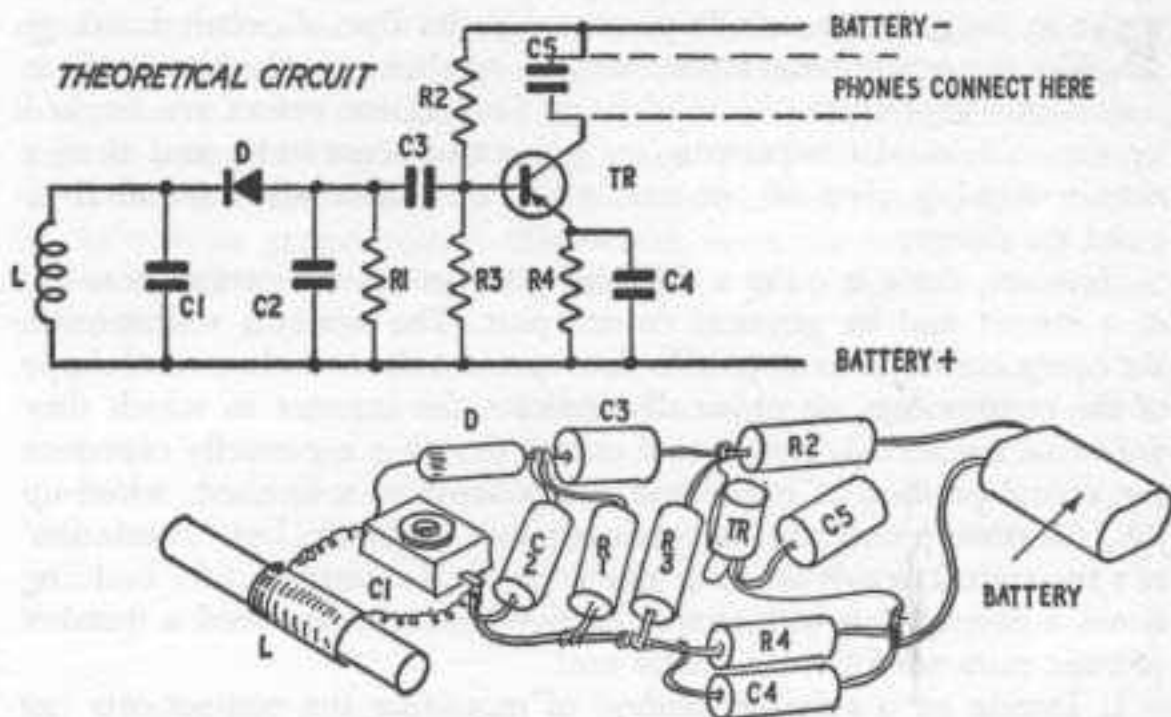 BATTERY -
C5
THEORETICAL CIRCUIT
R2
PHONES CONNECT HERE
D
C3
TR
L
C1
C2
R1
R3
R4
C4
BATTERY +
D
C3
R2
C2
R1
R3
TR
C5
C1
L
R4
C4
BATTERY